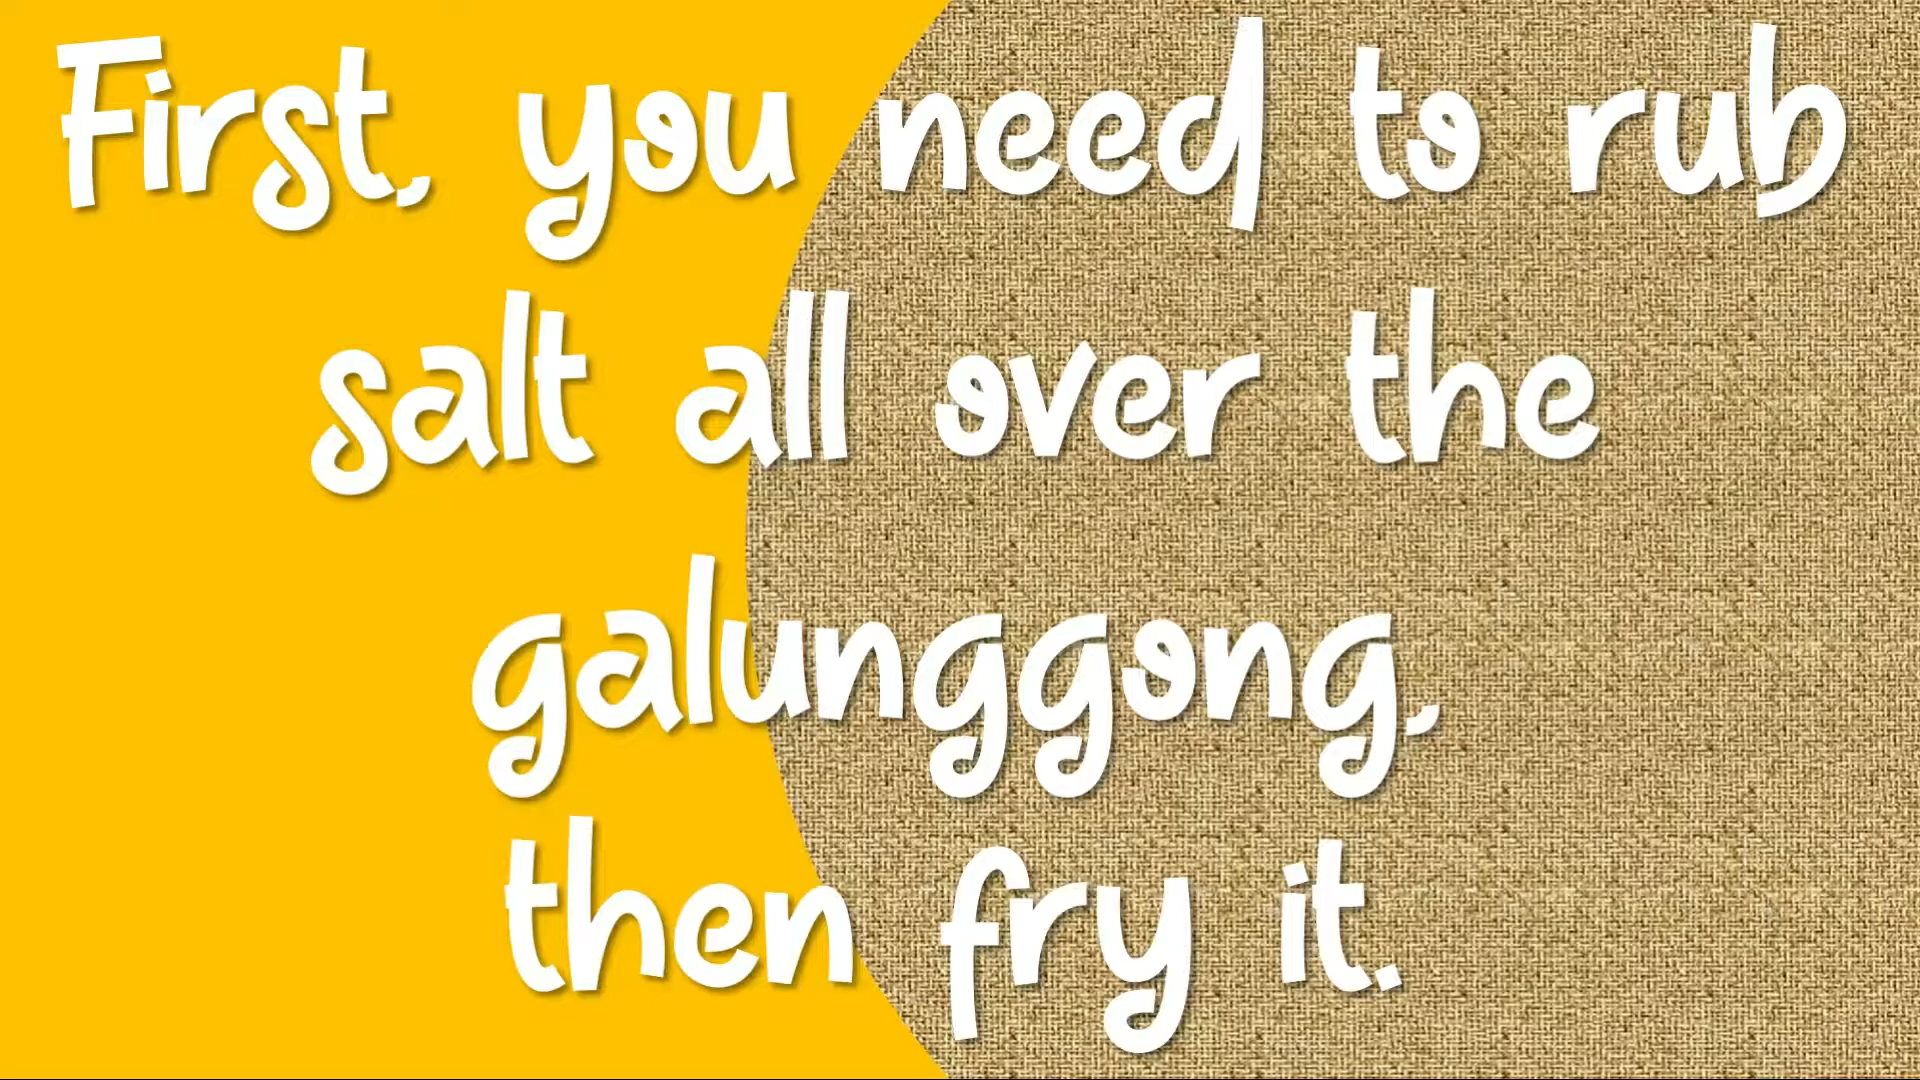 First, you need to rub
salt all over the
galunggong,
then fry it.